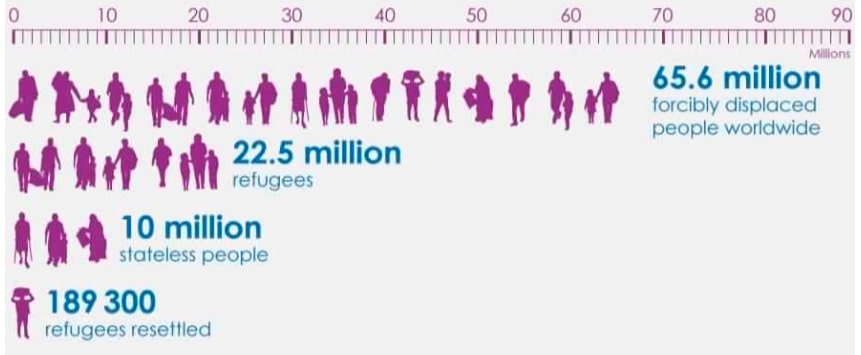 0 10 20 30 40 50 60 70 80 90
Millions
65.6 million
forcibly displaced
people worldwide
22.5 million
refugees
10 million
stateless people
189 300
refugees resettled